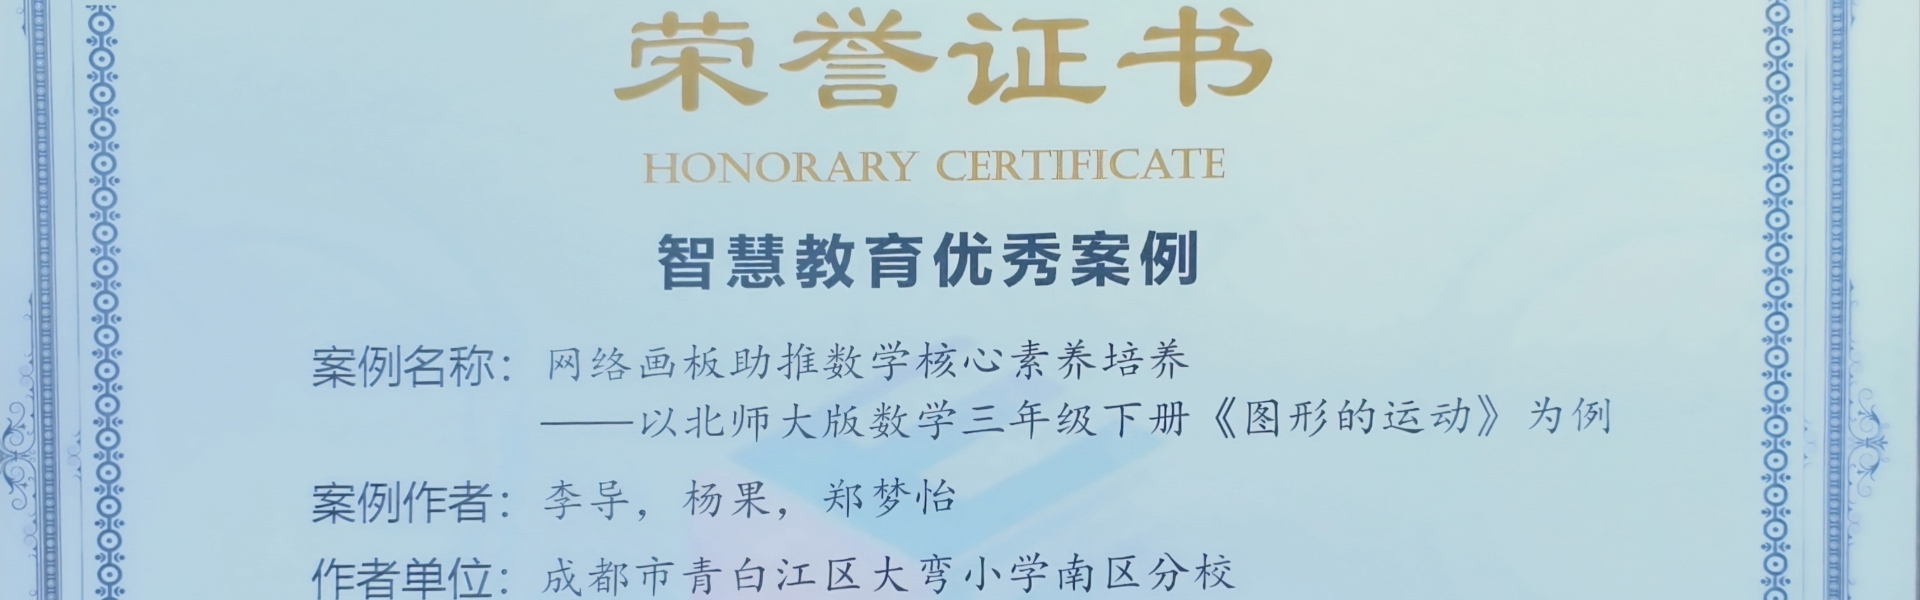 荣誉证书
HONORARY CERTIFICATE
智慧教育优秀案例
案例名称：网络画板助推数学核心素养培养
——以北师大版数学三年级下册《图形的运动》为例
案例作者：李导，杨果，郑梦怡
作者单位：成都市青白江区大弯小学南区分校